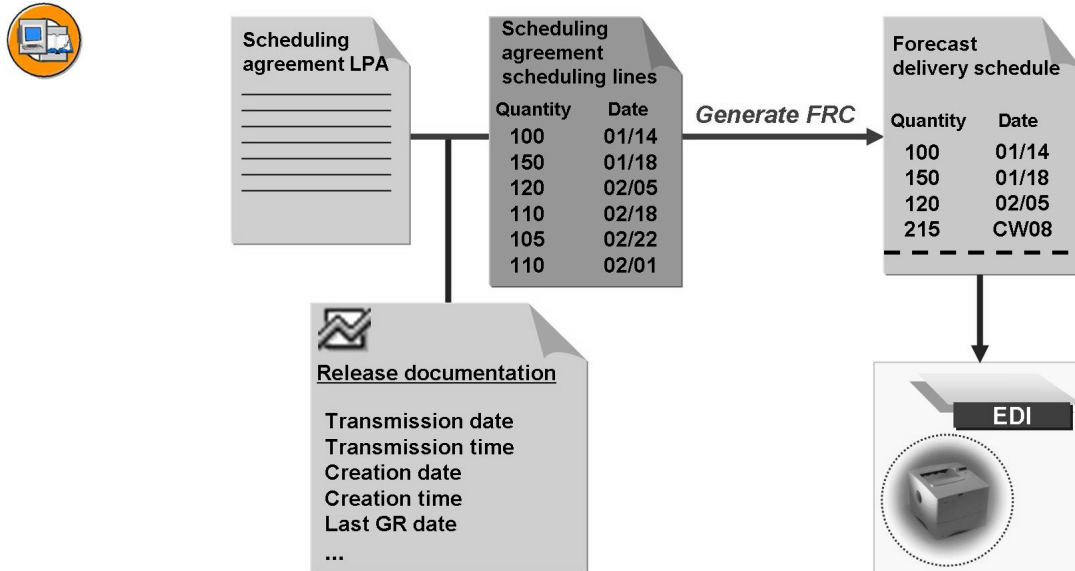 Scheduling
agreement LPA
Scheduling
agreement
scheduling lines
Quantity Date
100 01/14
150 01/18
120 02/05
110 02/18
105 02/22
110 02/01
Generate FRC
Forecast
delivery schedule
Quantity Date
100 01/14
150 01/18
120 02/05
215 CW08
Release documentation
Transmission date
Transmission time
Creation date
Creation time
Last GR date
...
EDI